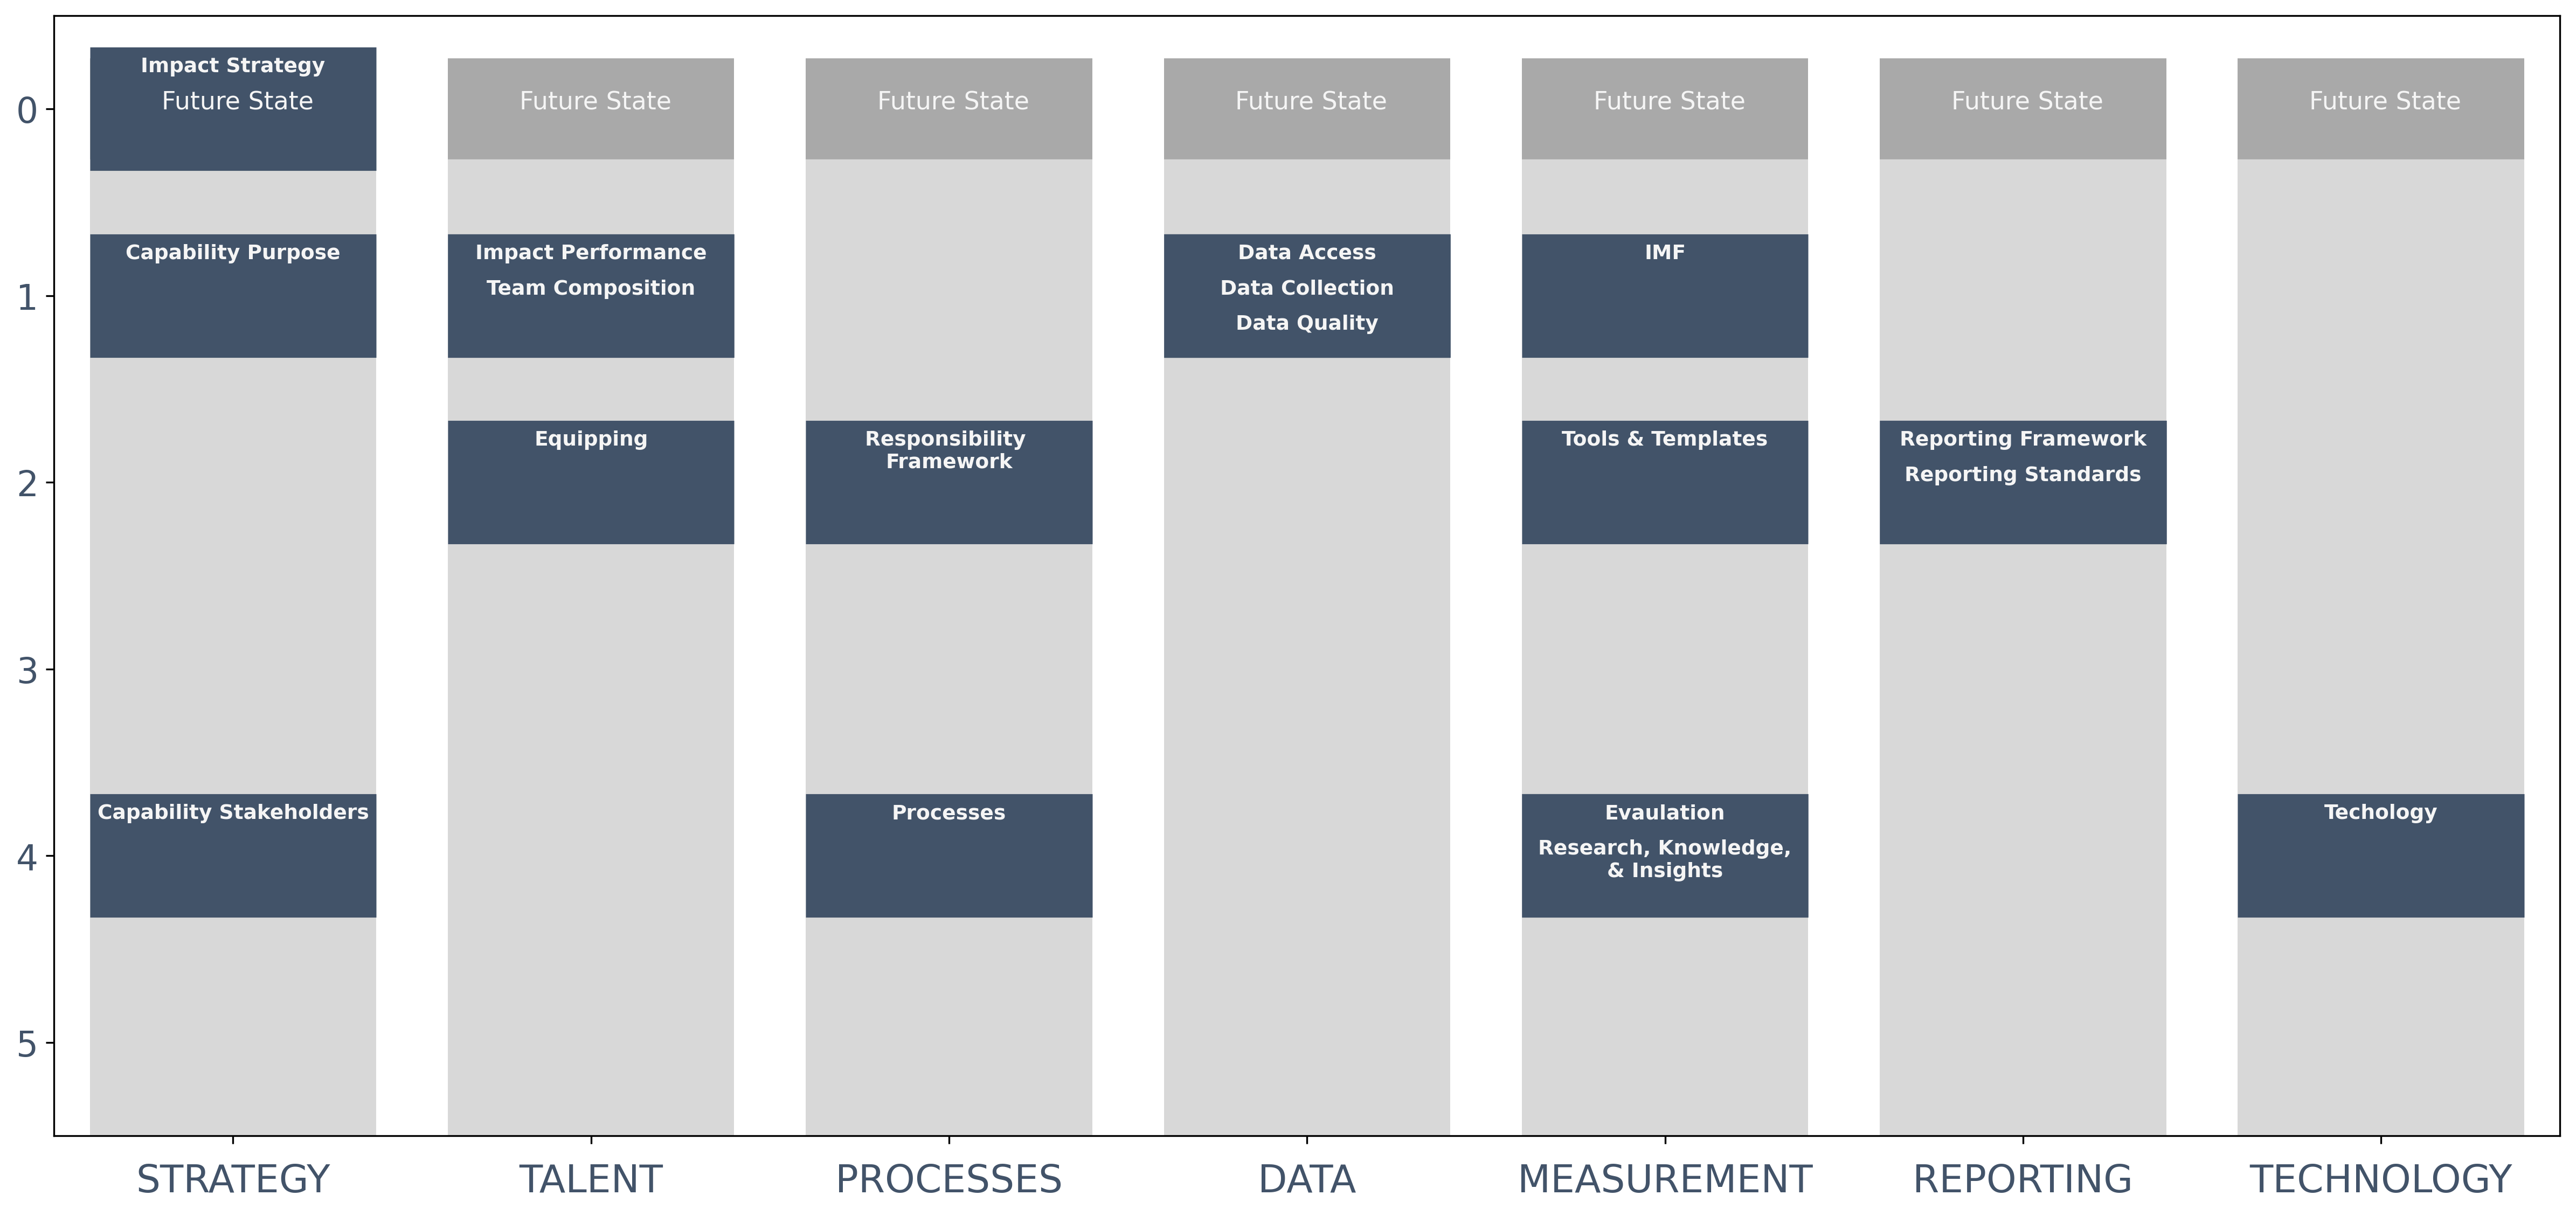 Impact Strategy
Future State
Future State
Future State
Future State
Future State
Future State
Future State
0
Capability Purpose
Impact Performance
Team Composition
Data Access
Data Collection
Data Quality
IMF
1
Equipping
Responsibility
Framework
Tools & Templates
Reporting Framework
Reporting Standards
2
3
Capability Stakeholders
Processes
Evaulation
Research, Knowledge,
& Insights
Techology
4
5
STRATEGY
TALENT
PROCESSES
DATA
MEASUREMENT
REPORTING
TECHNOLOGY